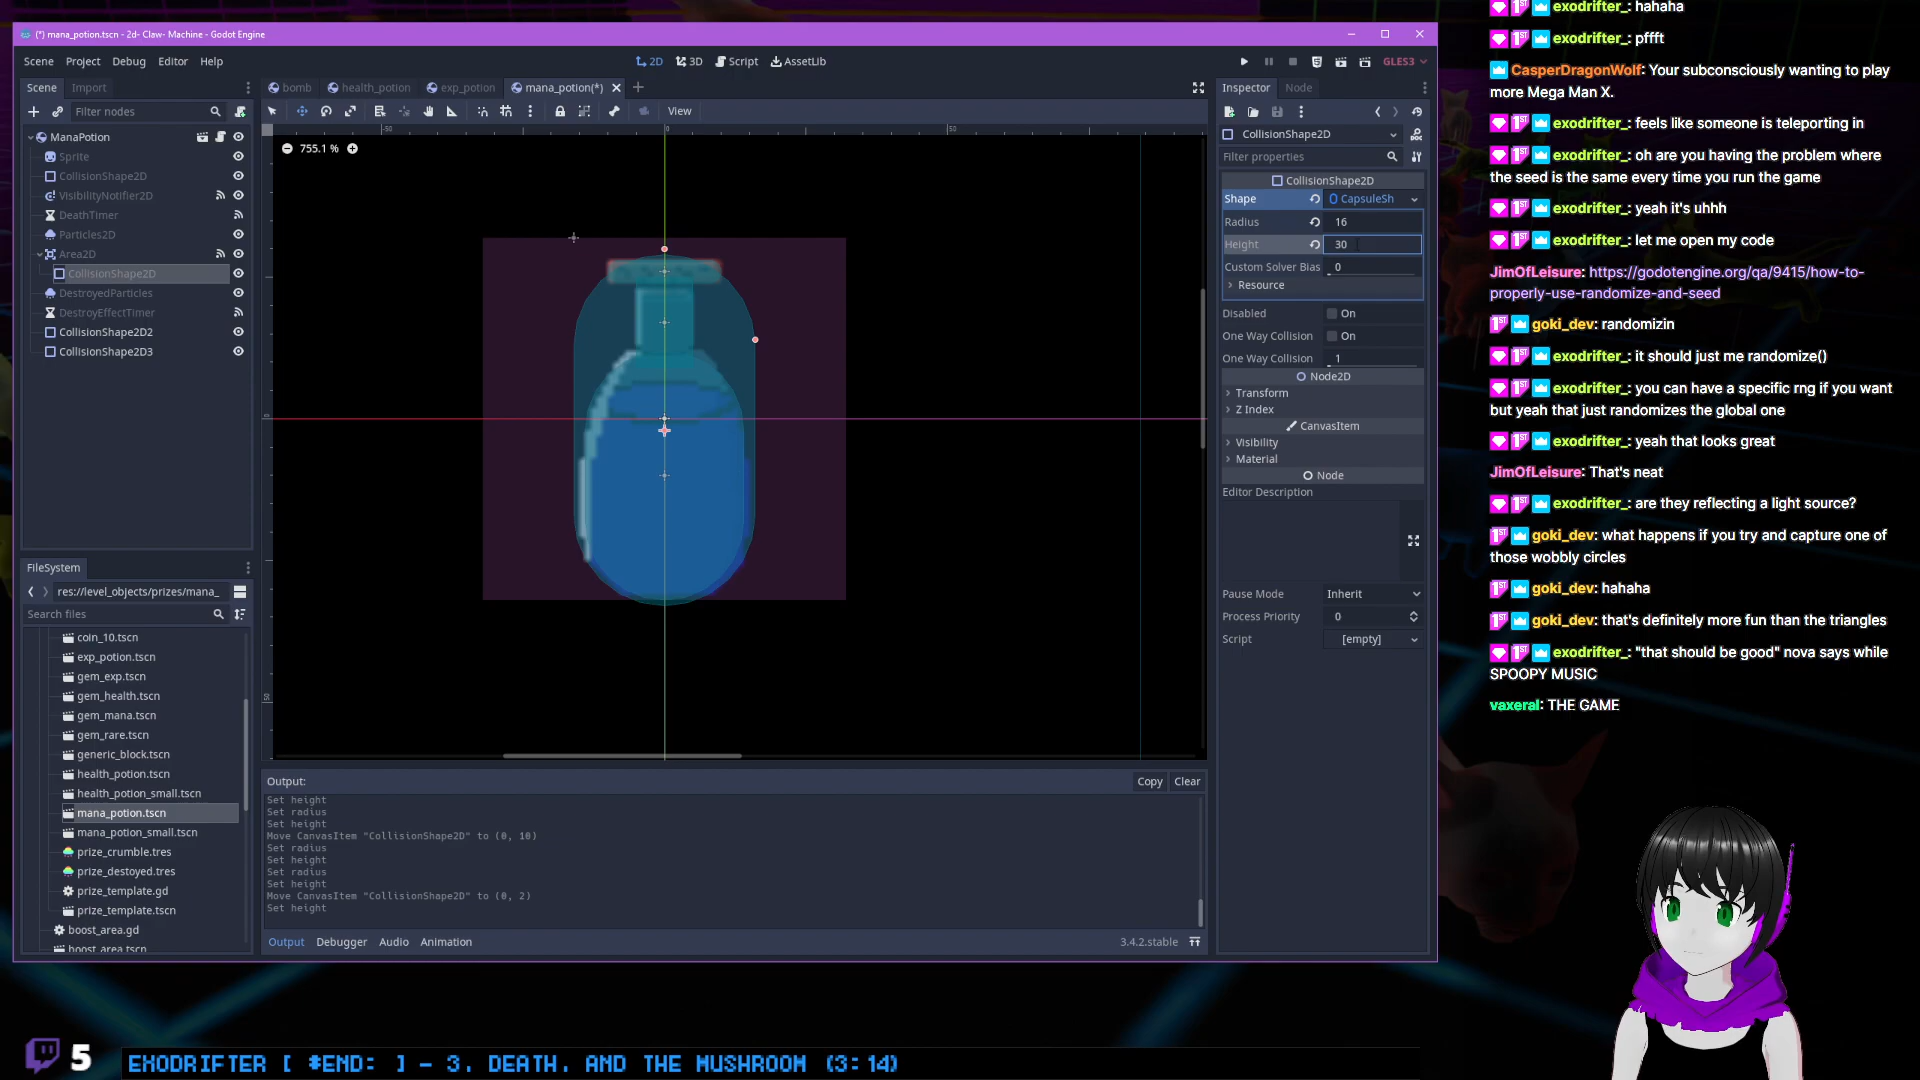 (*) mana_potion.tscn - 2d- Claw- Machine - Godot Engine
Scene Project Debug Editor Help
2D 3D Script AssetLib
GLES3
Scene Import
bomb health_potion exp_potion mana_potion(*)
Inspector Node
Filter nodes
View
CollisionShape2D
ManaPotion
-50 0 50
755.1 %
Filter properties
Sprite
CollisionShape2D
VisibilityNotifier2D
DeathTimer
Particles2D
Area2D
CollisionShape2D
DestroyedParticles
DestroyEffectTimer
CollisionShape2D2
CollisionShape2D3
CollisionShape2D
Shape CapsuleSh
Radius 16
Height 30
Custom Solver Bias 0
Resource
Disabled On
One Way Collision On
One Way Collision 1
Node2D
Transform
Z Index
CanvasItem
Visibility
Material
Node
Editor Description
Pause Mode Inherit
Process Priority 0
Script [empty]
FileSystem
res://level_objects/prizes/mana_
Search files
coin_10.tscn
exp_potion.tscn
gem_exp.tscn
gem_health.tscn
gem_mana.tscn
gem_rare.tscn
generic_block.tscn
health_potion.tscn
health_potion_small.tscn
mana_potion.tscn
mana_potion_small.tscn
prize_crumble.tres
prize_destoyed.tres
prize_template.gd
prize_template.tscn
boost_area.gd
boost_area.tscn
Output:
Copy Clear
Set height
Set radius
Set height
Move CanvasItem "CollisionShape2D" to (0, 10)
Set radius
Set height
Set radius
Set height
Move CanvasItem "CollisionShape2D" to (0, 2)
Set height
Output Debugger Audio Animation
3.4.2.stable
exodrifter_: hahaha
exodrifter_: pffft
CasperDragonWolf: Your subconsciously wanting to play
more Mega Man X.
exodrifter_: feels like someone is teleporting in
exodrifter_: oh are you having the problem where
the seed is the same every time you run the game
exodrifter_: yeah it's uhhh
exodrifter_: let me open my code
JimOfLeisure: https://godotengine.org/qa/9415/how-to-
properly-use-randomize-and-seed
goki_dev: randomizin
exodrifter_: it should just me randomize()
exodrifter_: you can have a specific rng if you want
but yeah that just randomizes the global one
exodrifter_: yeah that looks great
JimOfLeisure: That's neat
exodrifter_: are they reflecting a light source?
goki_dev: what happens if you try and capture one of
those wobbly circles
goki_dev: hahaha
goki_dev: that's definitely more fun than the triangles
exodrifter_: "that should be good" nova says while
SPOOPY MUSIC
vaxeral: THE GAME
5
EXODRIFTER [ *END: ] - 3. DEATH. AND THE MUSHROOM (3:14)